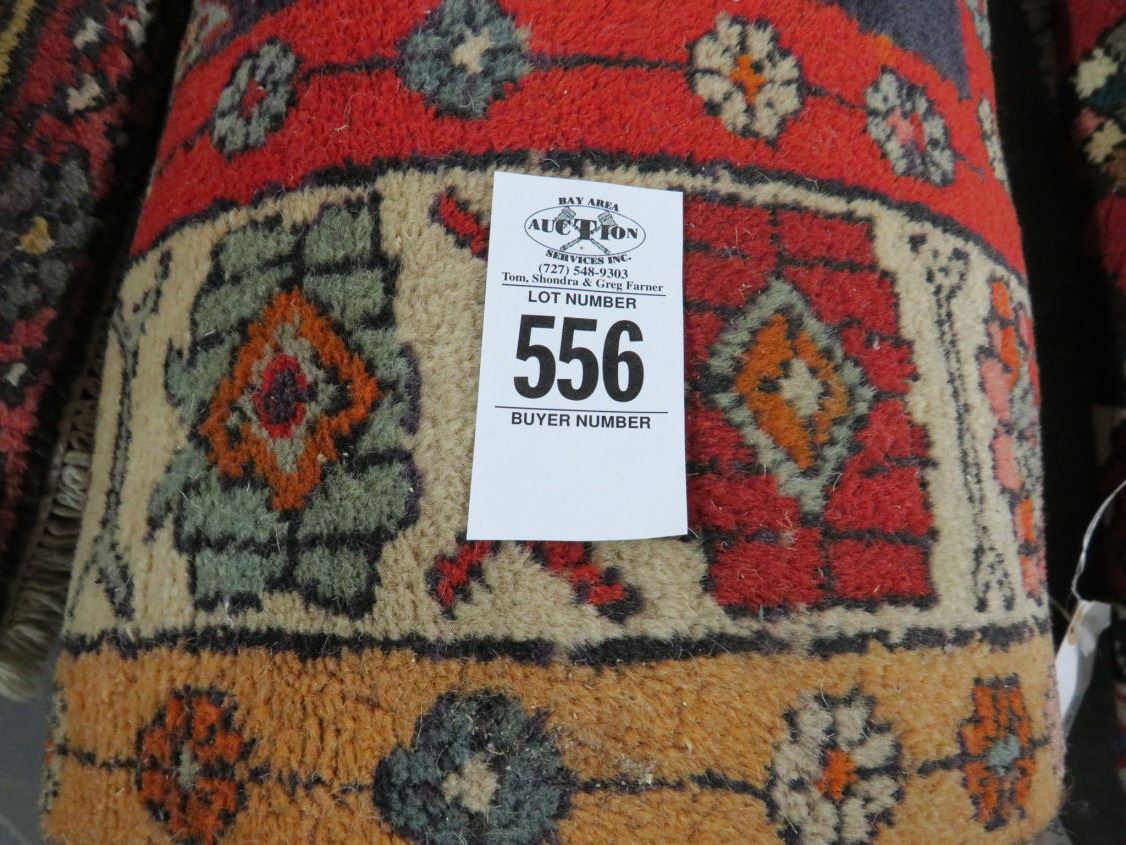 BAY AREA
AUCTION
SERVICES INC.
(727) 548-9303
Tom, Shondra & Greg Farner
LOT NUMBER
556
BUYER NUMBER